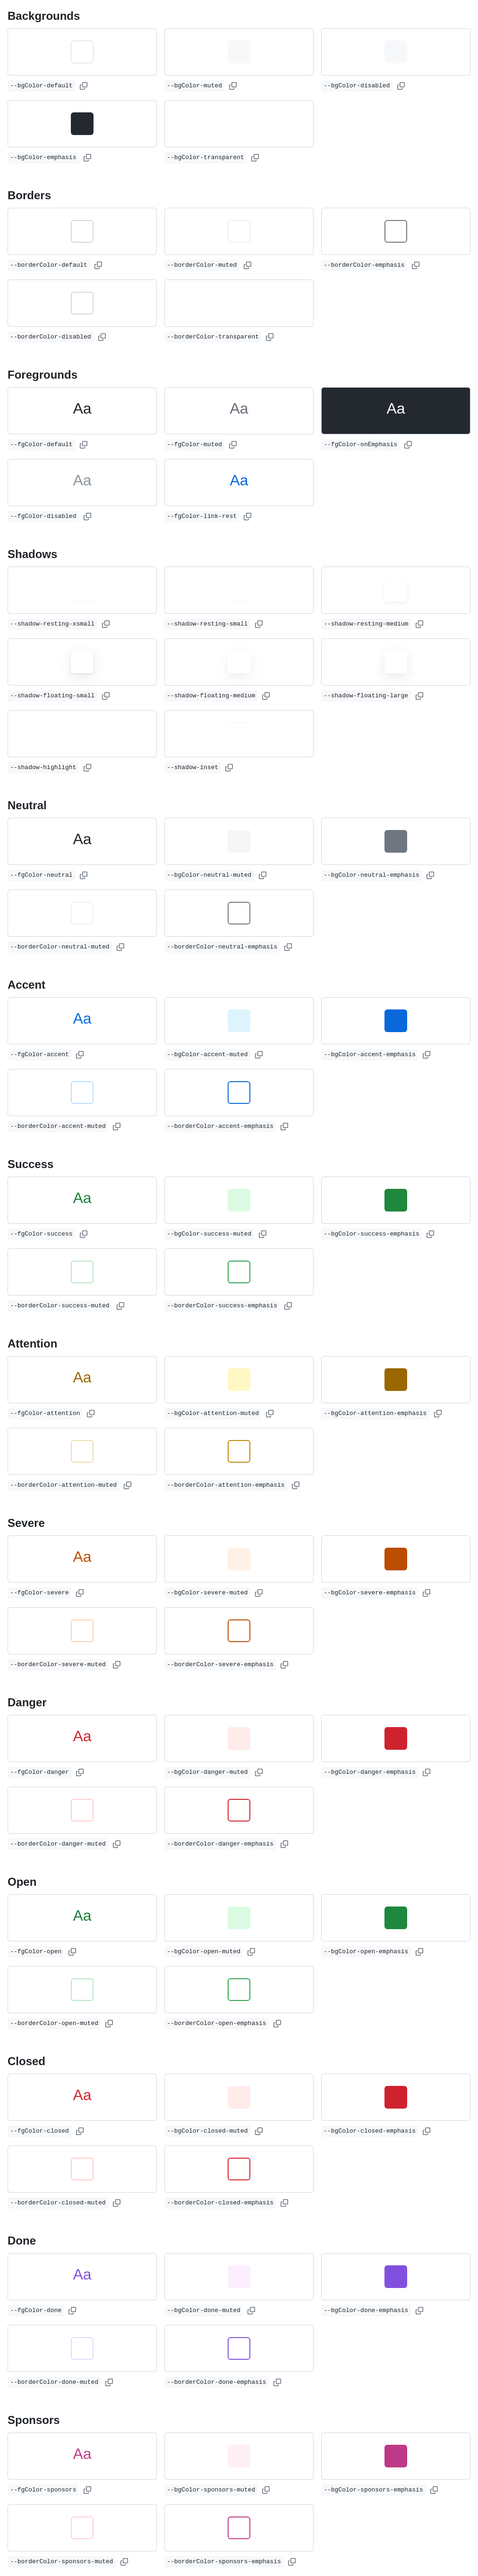 Backgrounds
--bgColor-default --bgColor-muted --bgColor-disabled
--bgColor-emphasis --bgColor-transparent
Borders
--borderColor-default --borderColor-muted --borderColor-emphasis
--borderColor-disabled --borderColor-transparent
Foregrounds
Aa Aa Aa
--fgColor-default --fgColor-muted --fgColor-onEmphasis
Aa Aa
--fgColor-disabled --fgColor-link-rest
Shadows
--shadow-resting-xsmall --shadow-resting-small --shadow-resting-medium
--shadow-floating-small --shadow-floating-medium --shadow-floating-large
--shadow-highlight --shadow-inset
Neutral
Aa
--fgColor-neutral --bgColor-neutral-muted --bgColor-neutral-emphasis
--borderColor-neutral-muted --borderColor-neutral-emphasis
Accent
Aa
--fgColor-accent --bgColor-accent-muted --bgColor-accent-emphasis
--borderColor-accent-muted --borderColor-accent-emphasis
Success
Aa
--fgColor-success --bgColor-success-muted --bgColor-success-emphasis
--borderColor-success-muted --borderColor-success-emphasis
Attention
Aa
--fgColor-attention --bgColor-attention-muted --bgColor-attention-emphasis
--borderColor-attention-muted --borderColor-attention-emphasis
Severe
Aa
--fgColor-severe --bgColor-severe-muted --bgColor-severe-emphasis
--borderColor-severe-muted --borderColor-severe-emphasis
Danger
Aa
--fgColor-danger --bgColor-danger-muted --bgColor-danger-emphasis
--borderColor-danger-muted --borderColor-danger-emphasis
Open
Aa
--fgColor-open --bgColor-open-muted --bgColor-open-emphasis
--borderColor-open-muted --borderColor-open-emphasis
Closed
Aa
--fgColor-closed --bgColor-closed-muted --bgColor-closed-emphasis
--borderColor-closed-muted --borderColor-closed-emphasis
Done
Aa
--fgColor-done --bgColor-done-muted --bgColor-done-emphasis
--borderColor-done-muted --borderColor-done-emphasis
Sponsors
Aa
--fgColor-sponsors --bgColor-sponsors-muted --bgColor-sponsors-emphasis
--borderColor-sponsors-muted --borderColor-sponsors-emphasis